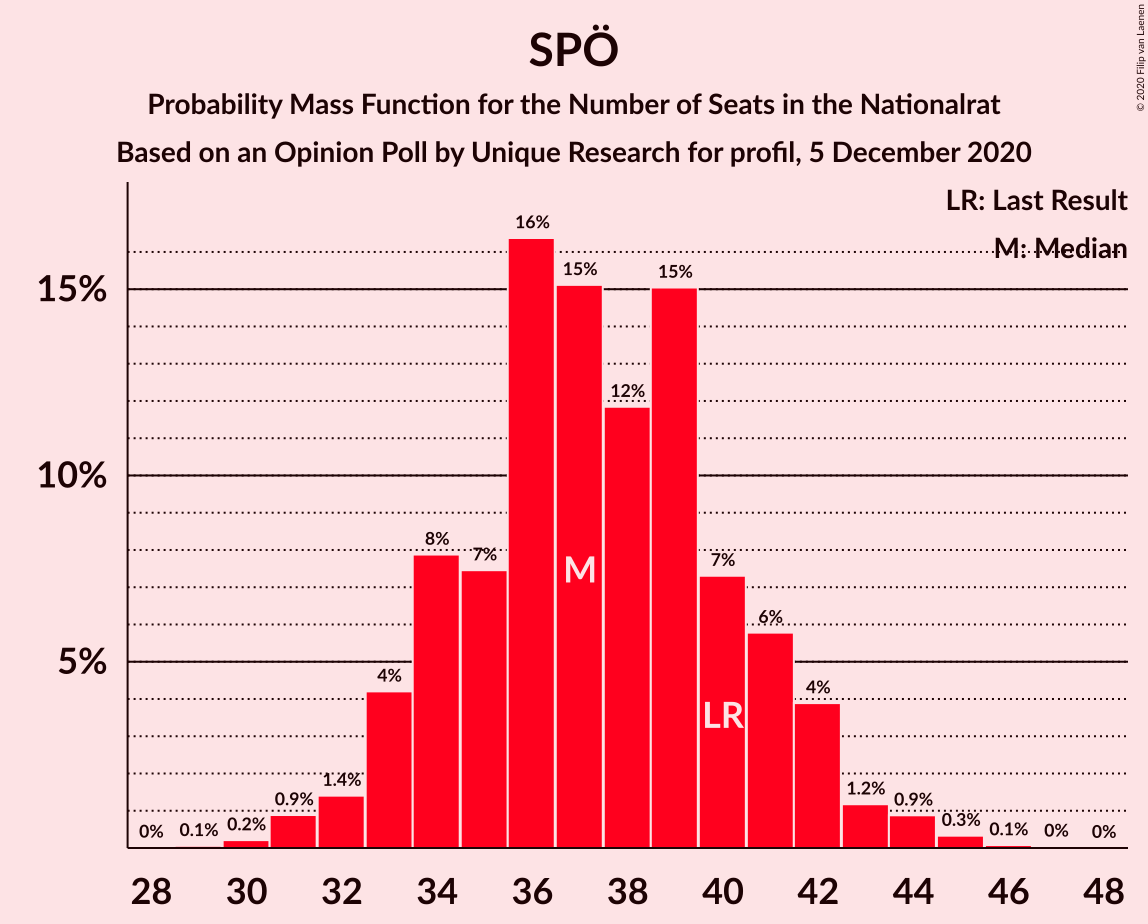 SPÖ
Probability Mass Function for the Number of Seats in the Nationalrat
Based on an Opinion Poll by Unique Research for profil, 5 December 2020
© 2020 Filip van Laenen
LR: Last Result
M: Median
15%
10%
5%
0%
0.1%
0.2%
0.9%
1.4%
4%
8%
7%
16%
15%
12%
15%
7%
6%
4%
1.2%
0.9%
0.3%
0.1%
0%
0%
M
LR
28 30 32 34 36 38 40 42 44 46 48